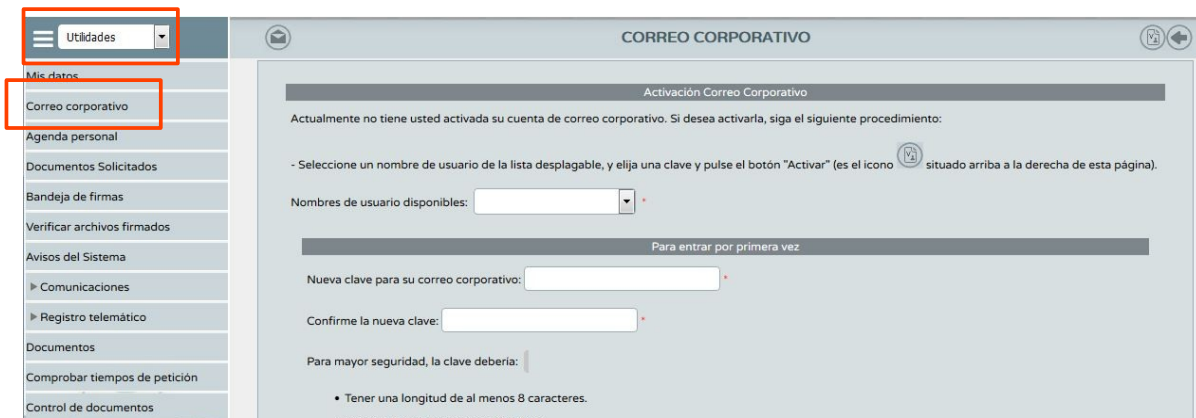 Utilidades
CORREO CORPORATIVO
Mis datos
Correo corporativo
Agenda personal
Documentos Solicitados
Bandeja de firmas
Verificar archivos firmados
Avisos del Sistema
Comunicaciones
Registro telemático
Documentos
Comprobar tiempos de petición
Control de documentos
Activación Correo Corporativo
Actualmente no tiene usted activada su cuenta de correo corporativo. Si desea activarla, siga el siguiente procedimiento:
- Seleccione un nombre de usuario de la lista desplagable, y elija una clave y pulse el botón "Activar" (es el icono situado arriba a la derecha de esta página).
Nombres de usuario disponibles: *
Para entrar por primera vez
Nueva clave para su correo corporativo: *
Confirme la nueva clave: *
Para mayor seguridad, la clave debería:
• Tener una longitud de al menos 8 caracteres.